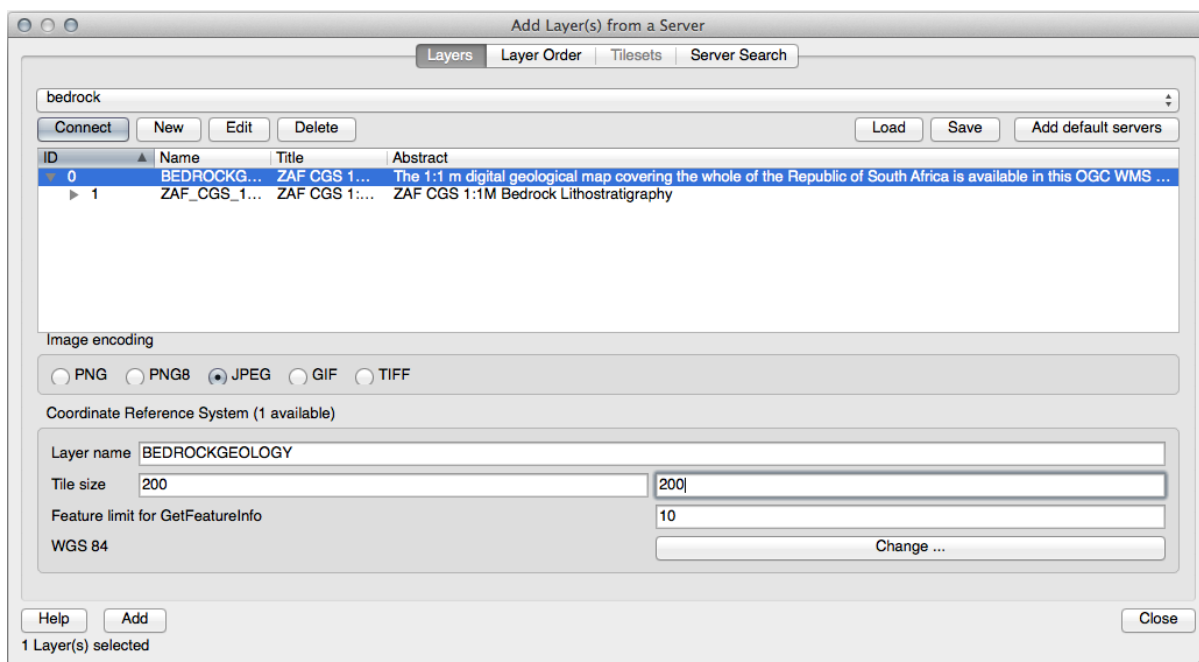 Add Layer(s) from a Server
Layers Layer Order Tilesets Server Search
bedrock
Connect New Edit Delete Load Save Add default servers
ID Name Title Abstract
0 BEDROCKG... ZAF CGS 1... The 1:1 m digital geological map covering the whole of the Republic of South Africa is available in this OGC WMS ...
1 ZAF_CGS_1... ZAF CGS 1:... ZAF CGS 1:1M Bedrock Lithostratigraphy
Image encoding
PNG PNG8 JPEG GIF TIFF
Coordinate Reference System (1 available)
Layer name BEDROCKGEOLOGY
Tile size 200 200
Feature limit for GetFeatureInfo 10
WGS 84 Change ...
Help Add Close
1 Layer(s) selected